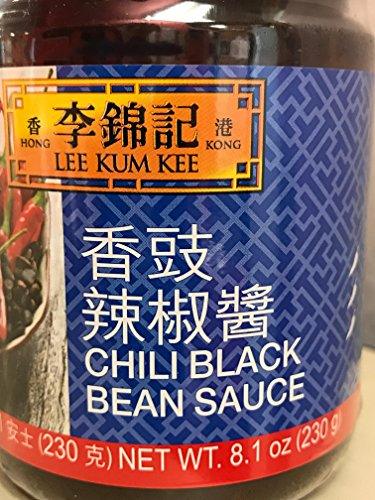 香 李錦記 港
HONG LEE KUM KEE KONG
香豉
辣椒醬
CHILI BLACK
BEAN SAUCE
安士 (230 克) NET WT. 8.1 oz (230 g)